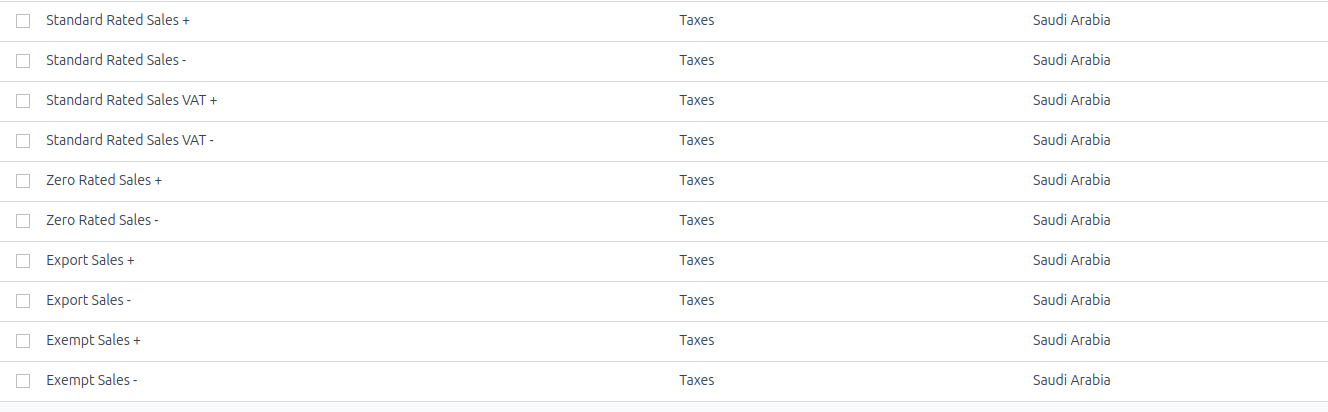 Standard Rated Sales + Taxes Saudi Arabia
Standard Rated Sales - Taxes Saudi Arabia
Standard Rated Sales VAT + Taxes Saudi Arabia
Standard Rated Sales VAT - Taxes Saudi Arabia
Zero Rated Sales + Taxes Saudi Arabia
Zero Rated Sales - Taxes Saudi Arabia
Export Sales + Taxes Saudi Arabia
Export Sales - Taxes Saudi Arabia
Exempt Sales + Taxes Saudi Arabia
Exempt Sales - Taxes Saudi Arabia